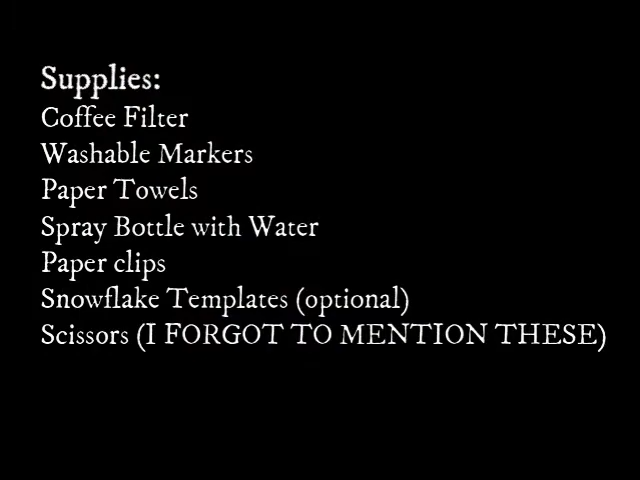 Supplies:
Coffee Filter
Washable Markers
Paper Towels
Spray Bottle with Water
Paper clips
Snowflake Templates (optional)
Scissors (I FORGOT TO MENTION THESE)